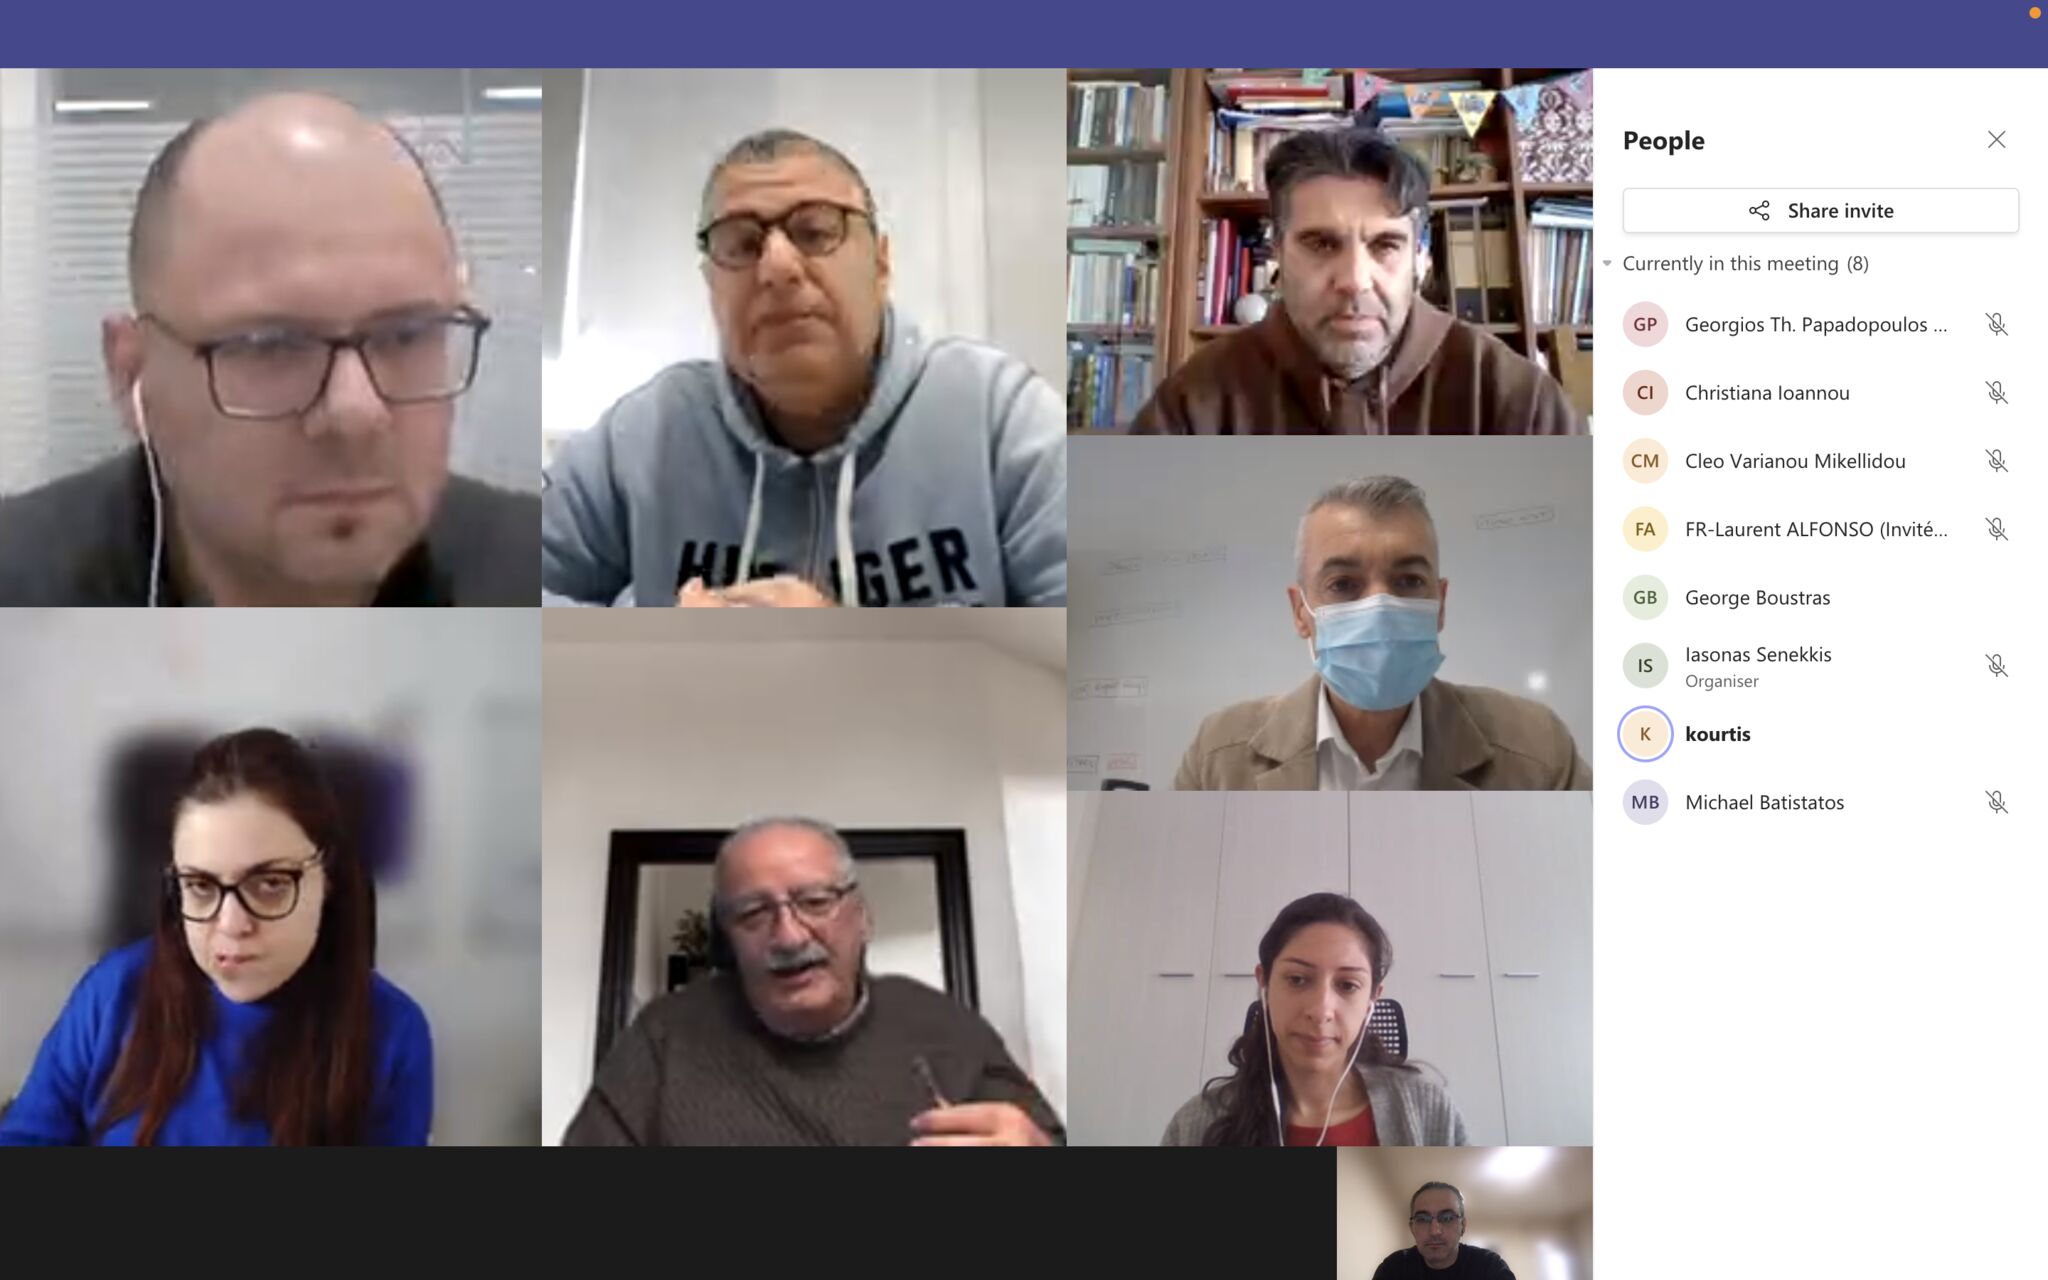 HILFIGER
People
Share invite
Currently in this meeting (8)
GP Georgios Th. Papadopoulos ...
CI Christiana Ioannou
CM Cleo Varianou Mikellidou
FA FR-Laurent ALFONSO (Invité...
GB George Boustras
IS Iasonas Senekkis
Organiser
K kourtis
MB Michael Batistatos